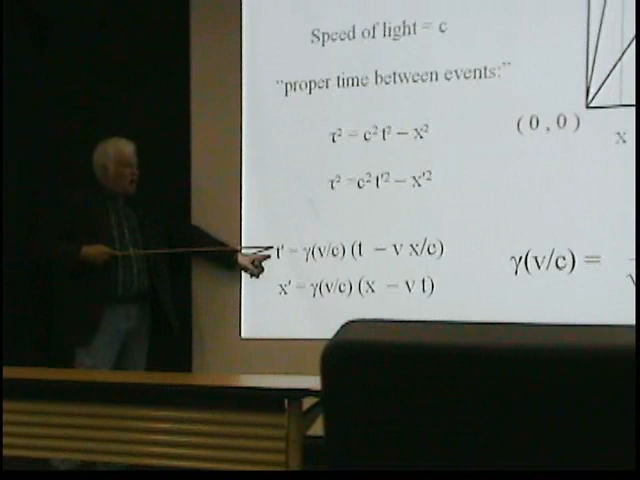 Speed of light = c
"proper time between events:"
τ² = c² t² − x²
( 0 , 0 )
x
τ² = c² t'² − x'²
t' = γ(v/c) (t − v x/c)
γ(v/c) =
x' = γ(v/c) (x − v t)